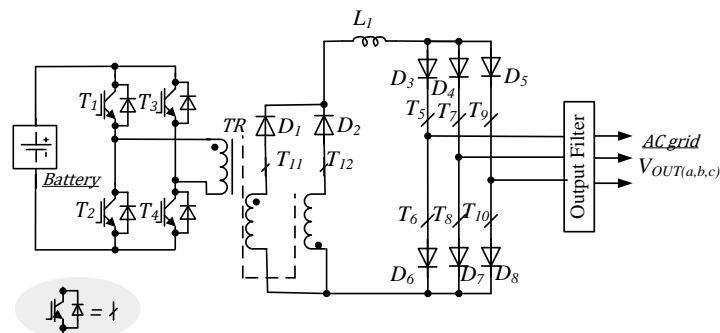 L1
T1
T3
Battery
T2
T4
TR
D1
D2
T11
T12
D3
D4
D5
T5
T7
T9
T6
T8
T10
D6
D7
D8
Output Filter
AC grid
VOUT(a,b,c)
=